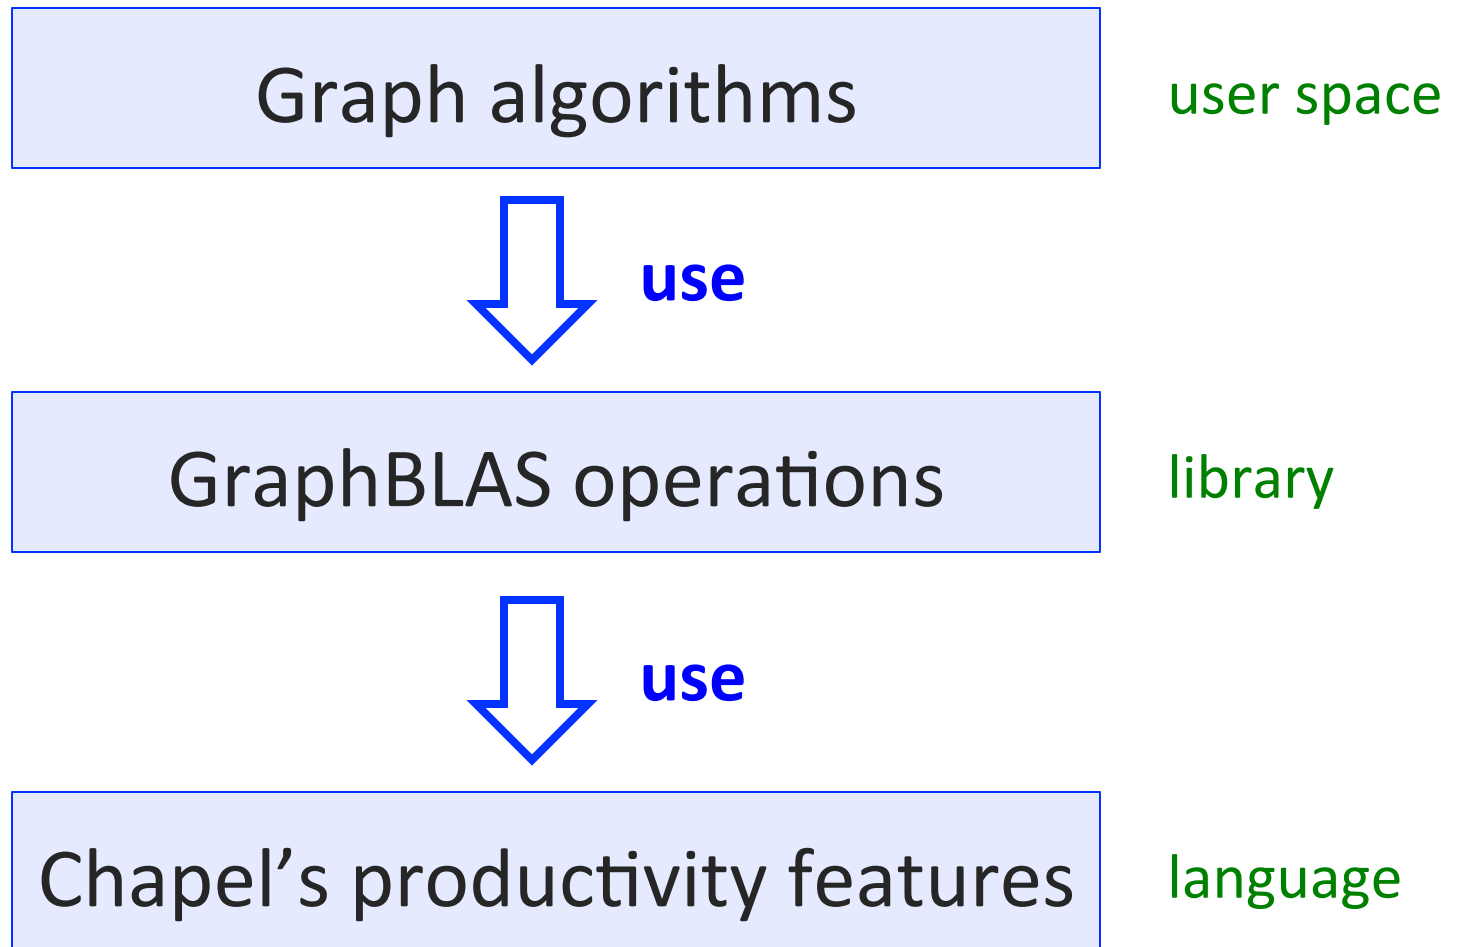 Graph algorithms user space
use
GraphBLAS operations library
use
Chapel’s productivity features language